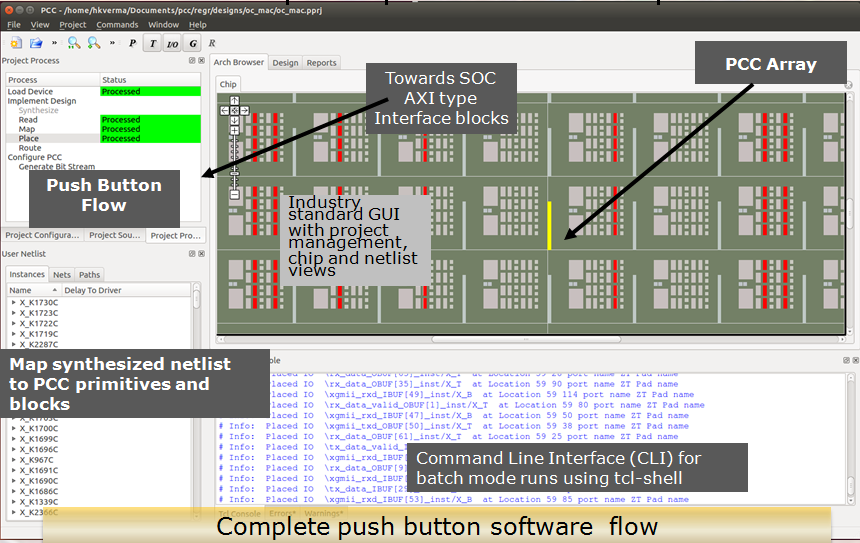 PCC - /home/hkverma/Documents/pcc/regr/designs/oc_mac/oc_mac.pprj
File View Project Commands Window Help
» » P T I/O G R
Project Process
Process Status
Load Device Processed
Implement Design
Synthesize
Read Processed
Map Processed
Place Processed
Route
Configure PCC
Generate Bit Stream
Push Button
Flow
Project Configura... Project Sou... Project Pro...
Arch Browser Design Reports
Chip
Towards SOC
AXI type
Interface blocks
PCC Array
Industry
standard GUI
with project
management,
chip and netlist
views
User Netlist
Instances Nets Paths
Name Delay To Driver
X_K1730C
X_K1723C
X_K1722C
X_K1719C
X_K2287C
Map synthesized netlist
to PCC primitives and
blocks
X_K1700C
X_K1699C
X_K1696C
X_K967C
X_K1691C
X_K1690C
X_K1686C
X_K1339C
X_K2366C
# Info: Placed IO \rx_data_OBUF[35]_inst/X_T at Location 59 90 port name ZT Pad name
# Info: Placed IO \xgmii_rxd_IBUF[49]_inst/X_B at Location 59 114 port name ZT Pad name
# Info: Placed IO \rx_data_valid_OBUF[1]_inst/X_T at Location 59 80 port name ZT Pad name
# Info: Placed IO \xgmii_rxd_IBUF[47]_inst/X_B at Location 59 50 port name ZT Pad name
# Info: Placed IO \xgmii_txd_OBUF[50]_inst/X_T at Location 59 38 port name ZT Pad name
# Info: Placed IO \rx_data_OBUF[61]_inst/X_T at Location 59 25 port name ZT Pad name
# Info: Placed IO \tx_data_valid_
# Info: Placed IO \xgmii_rxd_IBUF
# Info: Placed IO \rx_data_OBUF[9]
# Info: Placed IO \xgmii_rxd_IBUF[
# Info: Placed IO \tx_data_IBUF[29
# Info: Placed IO \xgmii_rxd_IBUF[53]_inst/X_B at Location 59 85 port name ZT Pad name
Command Line Interface (CLI) for
batch mode runs using tcl-shell
Tcl Console Errors* Warnings*
Complete push button software flow